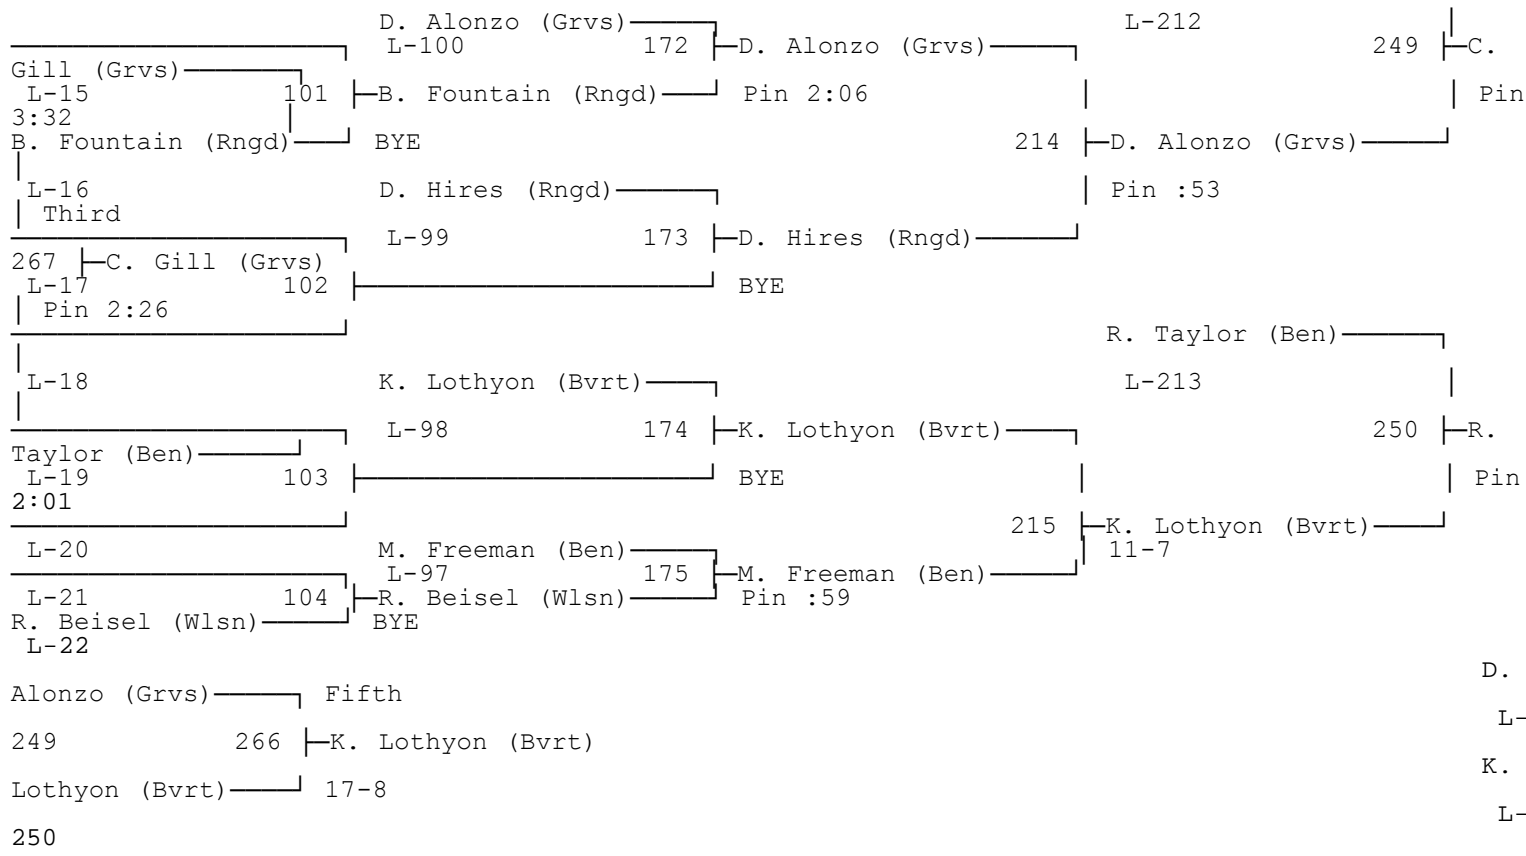 D. Alonzo (Grvs) L-212
L-100 172 D. Alonzo (Grvs) 249 C.
Gill (Grvs)
L-15 101 B. Fountain (Rngd) Pin 2:06 Pin
3:32
B. Fountain (Rngd) BYE 214 D. Alonzo (Grvs)
L-16 D. Hires (Rngd) Pin :53
Third
L-99 173 D. Hires (Rngd)
267 C. Gill (Grvs)
L-17 102 BYE
Pin 2:26
R. Taylor (Ben)
L-18 K. Lothyon (Bvrt) L-213
L-98 174 K. Lothyon (Bvrt) 250 R.
Taylor (Ben)
L-19 103 BYE Pin
2:01
215 K. Lothyon (Bvrt)
L-20 M. Freeman (Ben) 11-7
L-97 175 M. Freeman (Ben)
L-21 104 R. Beisel (Wlsn) Pin :59
R. Beisel (Wlsn) BYE
L-22
D.
Alonzo (Grvs) Fifth
L-
249 266 K. Lothyon (Bvrt)
K.
Lothyon (Bvrt) 17-8
L-
250